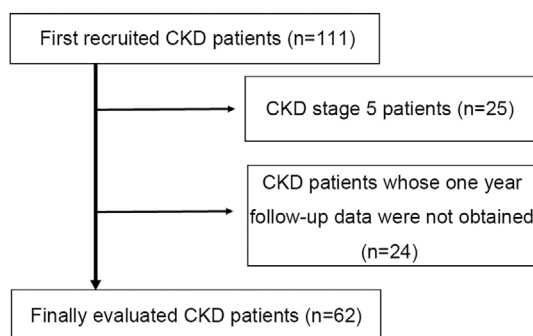 First recruited CKD patients (n=111)
CKD stage 5 patients (n=25)
CKD patients whose one year
follow-up data were not obtained
(n=24)
Finally evaluated CKD patients (n=62)